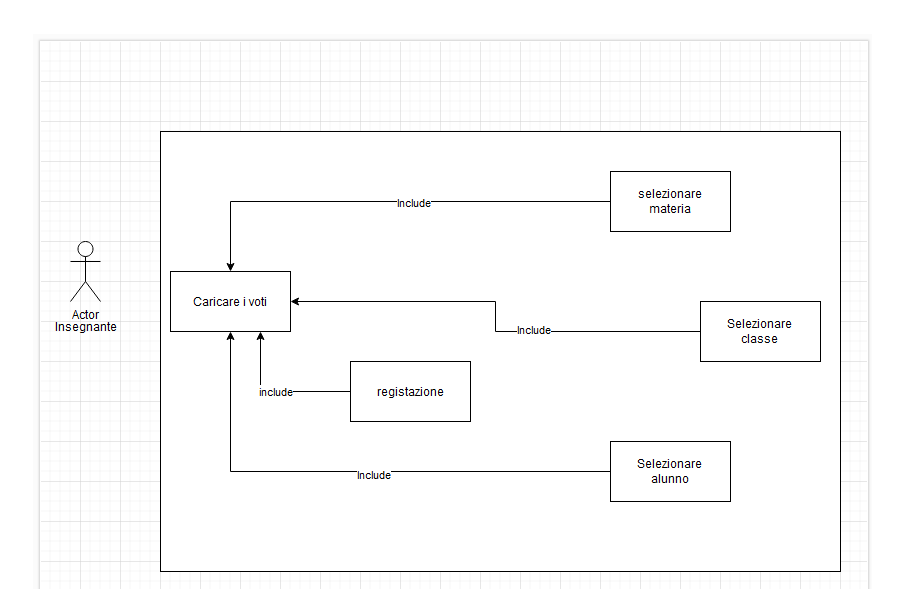 selezionare
materia
Include
Actor
Insegnante
Caricare i voti
Include
Selezionare
classe
include
registazione
Include
Selezionare
alunno